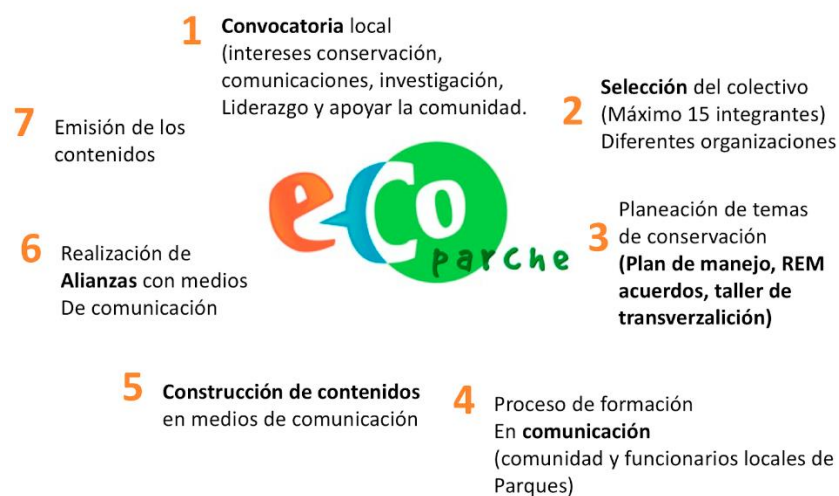 1 Convocatoria local
(intereses conservación,
comunicaciones, investigación,
Liderazgo y apoyar la comunidad.
2 Selección del colectivo
(Máximo 15 integrantes)
Diferentes organizaciones
3 Planeación de temas
de conservación
(Plan de manejo, REM
acuerdos, taller de
transverzalición)
4 Proceso de formación
En comunicación
(comunidad y funcionarios locales de
Parques)
5 Construcción de contenidos
en medios de comunicación
6 Realización de
Alianzas con medios
De comunicación
7 Emisión de los
contenidos
e-Co
parche